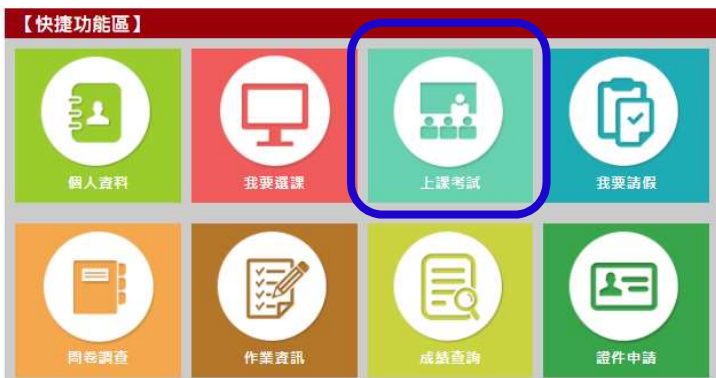 【快捷功能區】
個人資料
我要選課
上課考試
我要請假
問卷調查
作業資訊
成績查詢
證件申請